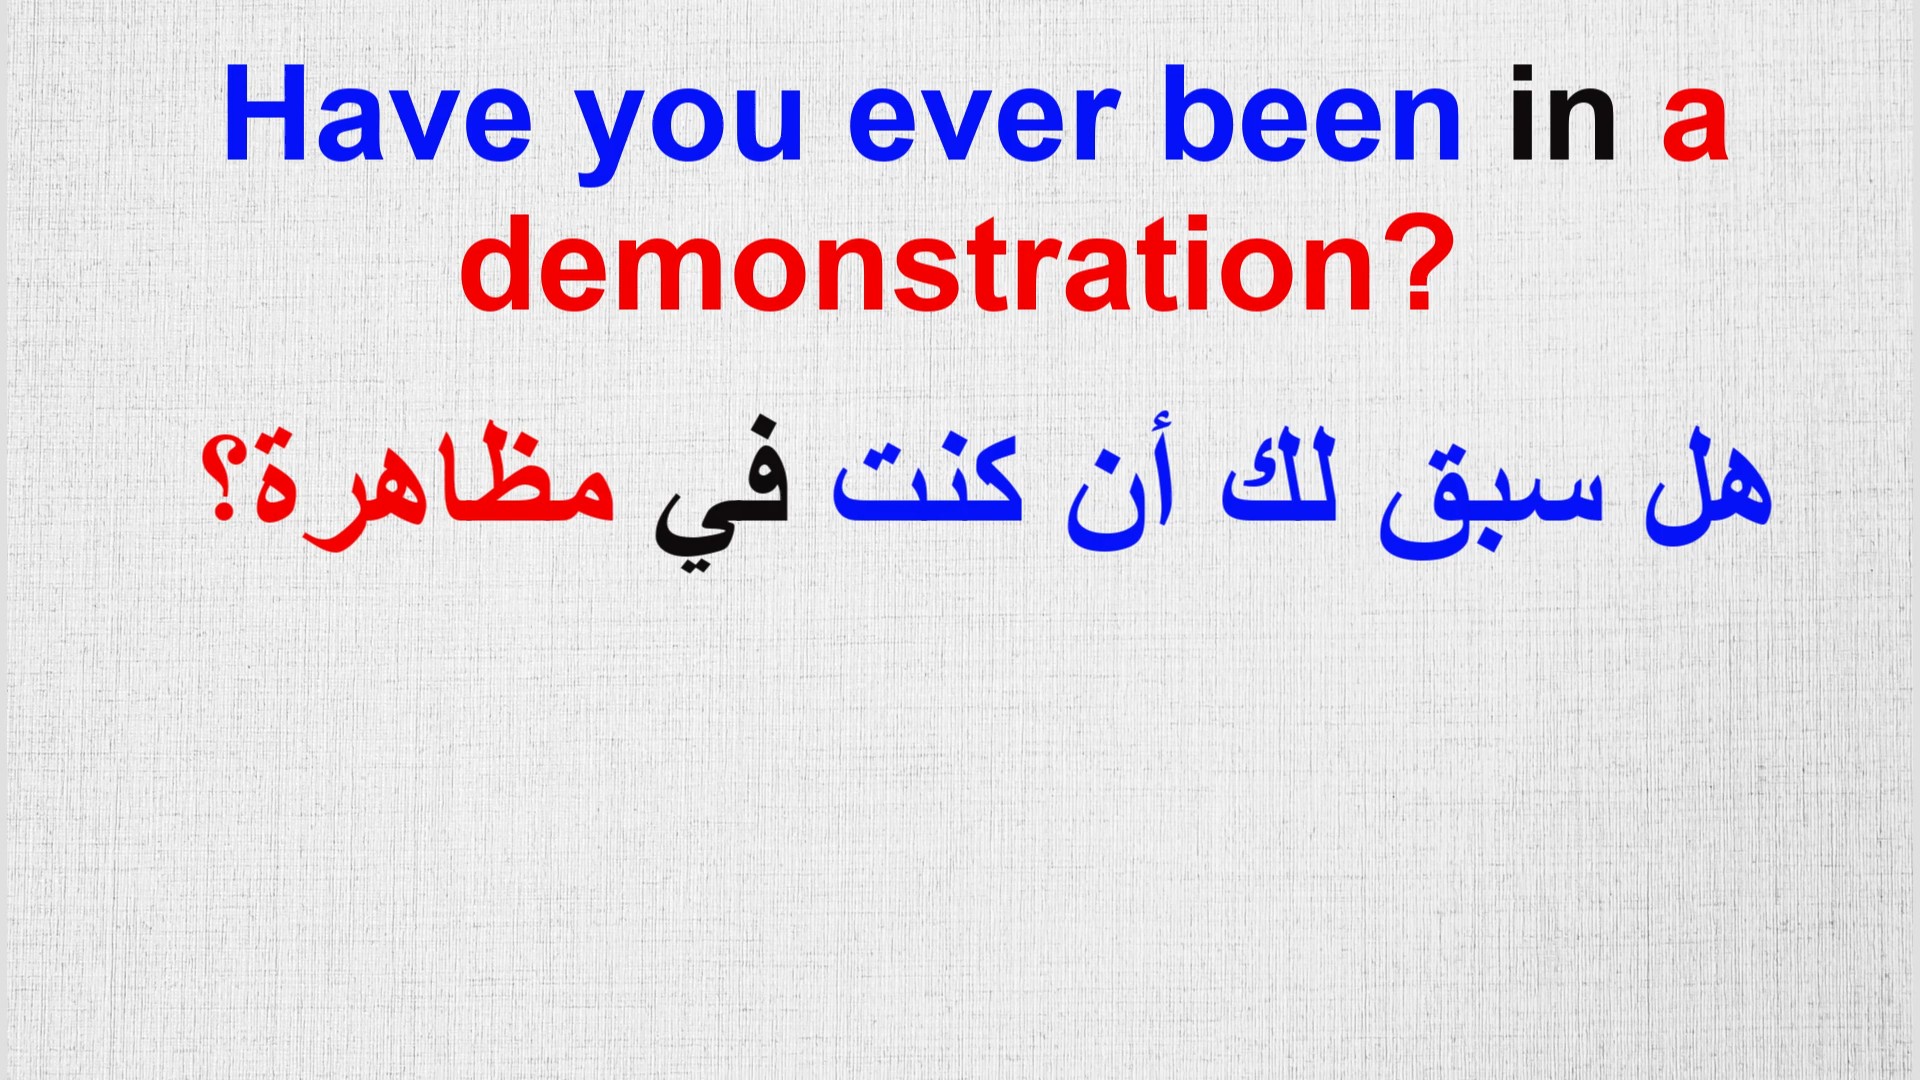 Have you ever been in a
demonstration?
هل سبق لك أن كنت في مظاهرة؟